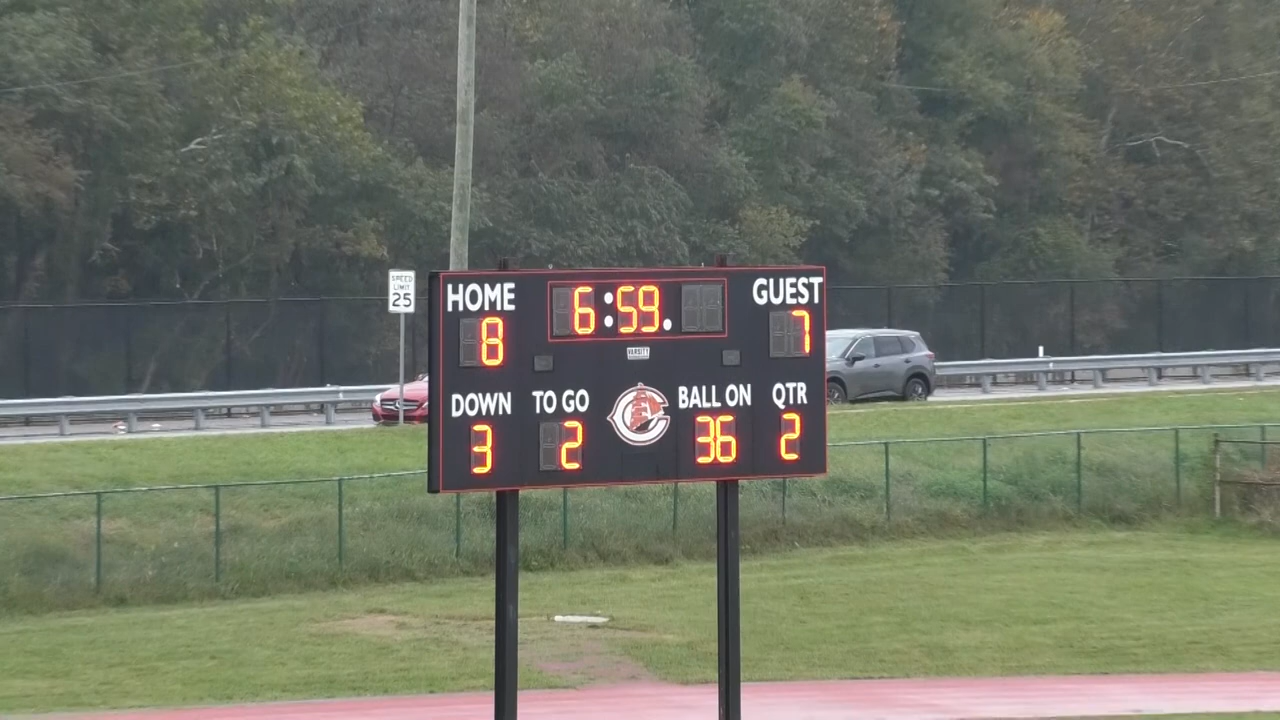 SPEED
LIMIT
25
HOME 6:59. GUEST
8 7
VARSITY
DOWN TO GO BALL ON QTR
3 2 36 2